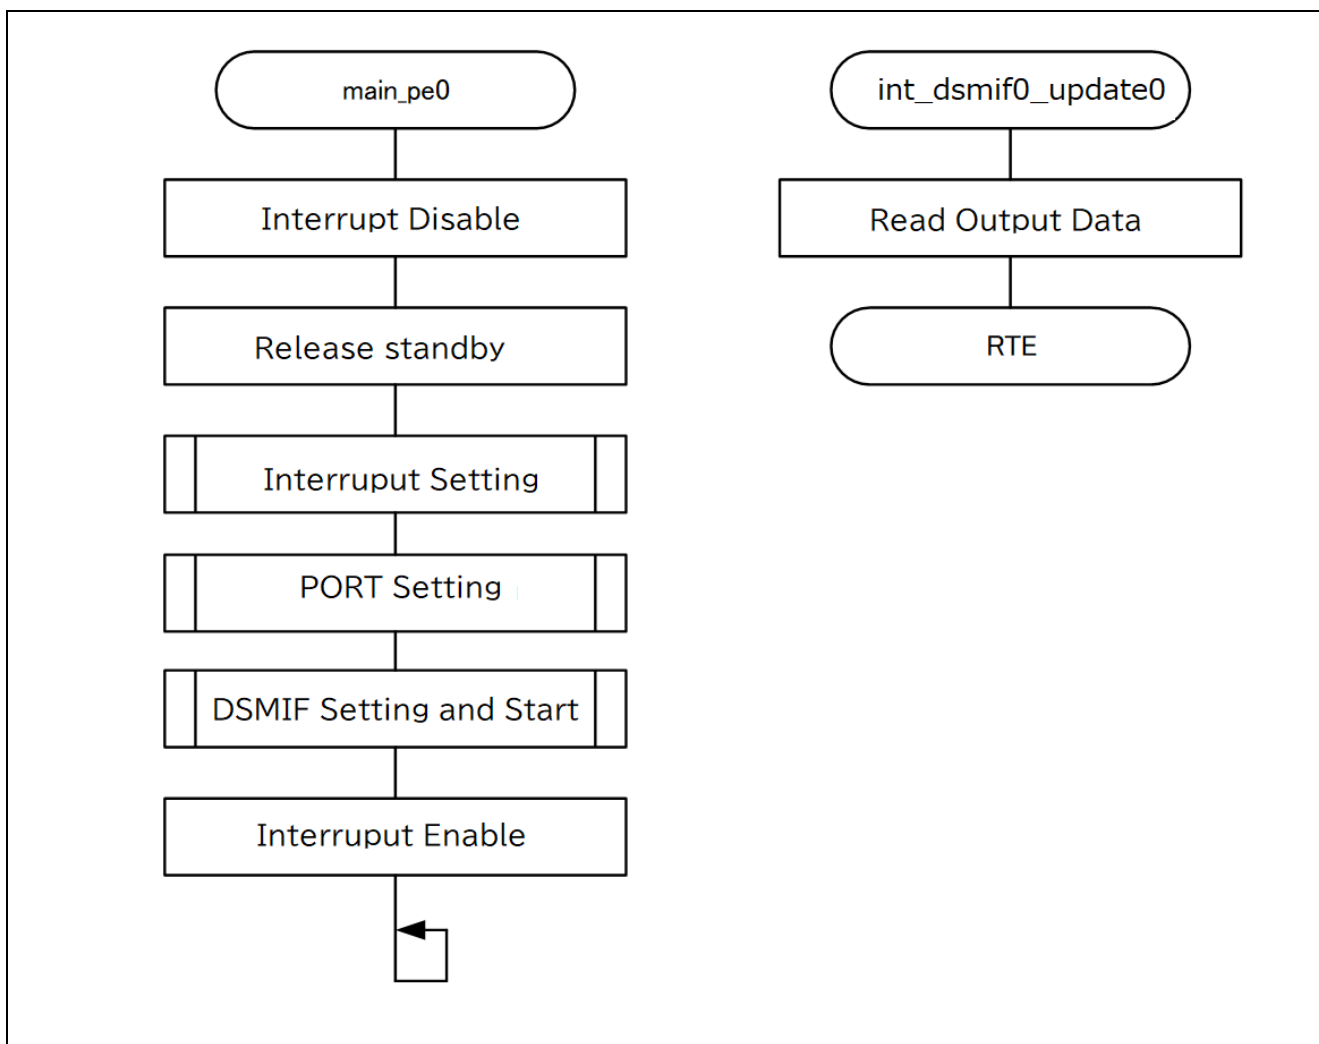 main_pe0
Interrupt Disable
Release standby
Interruput Setting
PORT Setting
DSMIF Setting and Start
Interruput Enable
int_dsmif0_update0
Read Output Data
RTE